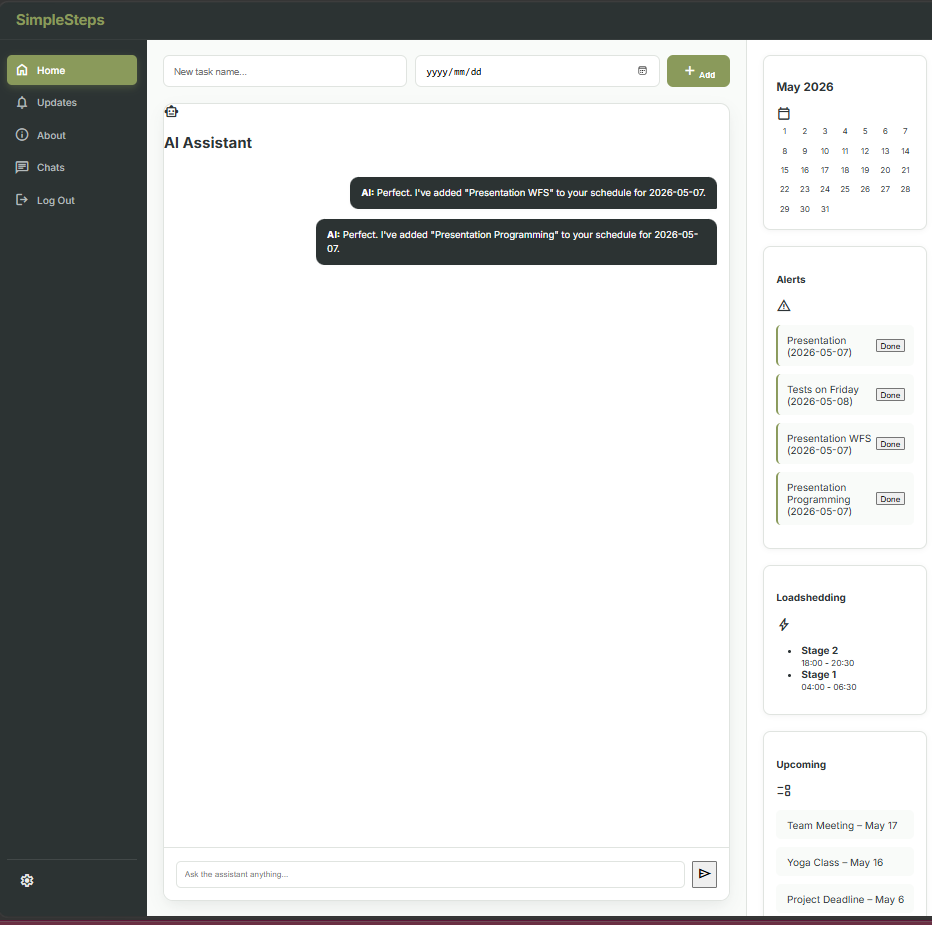 SimpleSteps
Home
Updates
About
Chats
Log Out
New task name...
yyyy/mm/dd
+ Add
AI Assistant
AI: Perfect. I've added "Presentation WFS" to your schedule for 2026-05-07.
AI: Perfect. I've added "Presentation Programming" to your schedule for 2026-05-
07.
Ask the assistant anything...
May 2026
1 2 3 4 5 6 7
8 9 10 11 12 13 14
15 16 17 18 19 20 21
22 23 24 25 26 27 28
29 30 31
Alerts
Presentation
(2026-05-07)
Done
Tests on Friday
(2026-05-08)
Done
Presentation WFS
(2026-05-07)
Done
Presentation
Programming
(2026-05-07)
Done
Loadshedding
• Stage 2
18:00 - 20:30
• Stage 1
04:00 - 06:30
Upcoming
Team Meeting – May 17
Yoga Class – May 16
Project Deadline – May 6